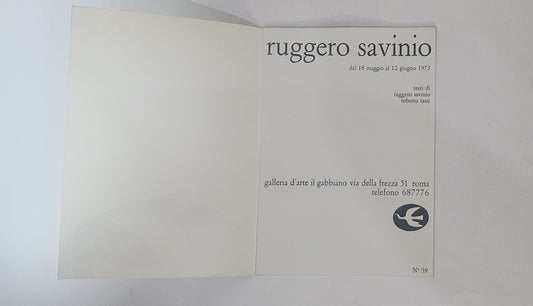 ruggero savinio
dal 18 maggio al 12 giugno 1973
testi di
ruggero savinio
roberto tassi
galleria d'arte il gabbiano via della frezza 51 roma
telefono 687776
N° 39